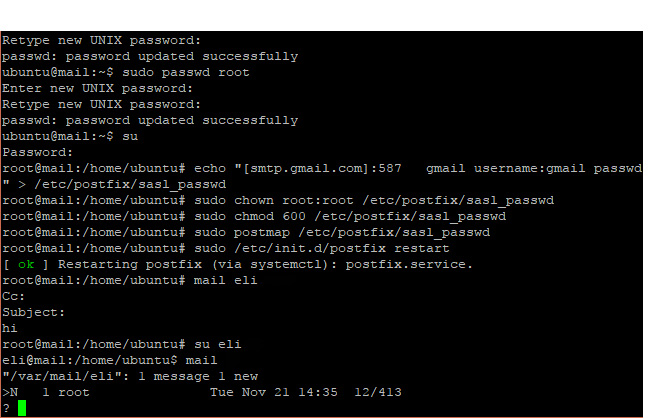 Retype new UNIX password:
passwd: password updated successfully
ubuntu@mail:~$ sudo passwd root
Enter new UNIX password:
Retype new UNIX password:
passwd: password updated successfully
ubuntu@mail:~$ su
Password:
root@mail:/home/ubuntu# echo "[smtp.gmail.com]:587   gmail username:gmail passwd
" > /etc/postfix/sasl_passwd
root@mail:/home/ubuntu# sudo chown root:root /etc/postfix/sasl_passwd
root@mail:/home/ubuntu# sudo chmod 600 /etc/postfix/sasl_passwd
root@mail:/home/ubuntu# sudo postmap /etc/postfix/sasl_passwd
root@mail:/home/ubuntu# sudo /etc/init.d/postfix restart
[ ok ] Restarting postfix (via systemctl): postfix.service.
root@mail:/home/ubuntu# mail eli
Cc:
Subject:
hi
root@mail:/home/ubuntu# su eli
eli@mail:/home/ubuntu$ mail
"/var/mail/eli": 1 message 1 new
>N   1 root               Tue Nov 21 14:35  12/413
?